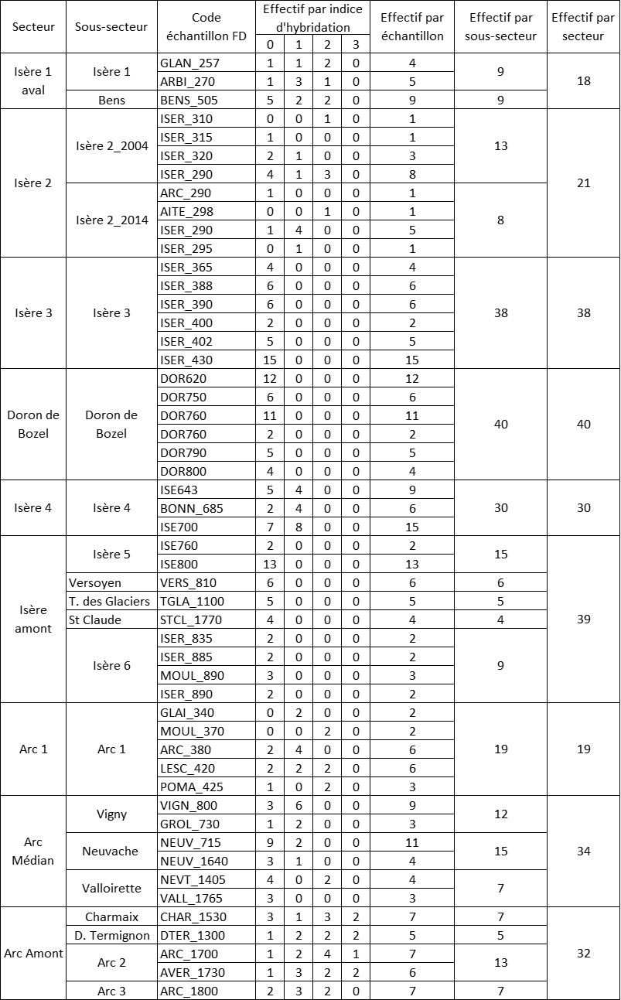 Secteur Sous-secteur Code échantillon FD Effectif par indice d'hybridation Effectif par échantillon Effectif par sous-secteur Effectif par secteur
0 1 2 3
Isère 1 aval Isère 1 GLAN_257 1 1 2 0 4 9 18
ARBI_270 1 3 1 0 5
Bens BENS_505 5 2 2 0 9 9
Isère 2 Isère 2_2004 ISER_310 0 0 1 0 1 13 21
ISER_315 1 0 0 0 1
ISER_320 2 1 0 0 3
ISER_290 4 1 3 0 8
Isère 2_2014 ARC_290 1 0 0 0 1 8
AITE_298 0 0 1 0 1
ISER_290 1 4 0 0 5
ISER_295 0 1 0 0 1
Isère 3 Isère 3 ISER_365 4 0 0 0 4 38 38
ISER_388 6 0 0 0 6
ISER_390 6 0 0 0 6
ISER_400 2 0 0 0 2
ISER_402 5 0 0 0 5
ISER_430 15 0 0 0 15
Doron de Bozel Doron de Bozel DOR620 12 0 0 0 12 40 40
DOR750 6 0 0 0 6
DOR760 11 0 0 0 11
DOR760 2 0 0 0 2
DOR790 5 0 0 0 5
DOR800 4 0 0 0 4
Isère 4 Isère 4 ISE643 5 4 0 0 9 30 30
BONN_685 2 4 0 0 6
ISE700 7 8 0 0 15
Isère amont Isère 5 ISE760 2 0 0 0 2 15 39
ISE800 13 0 0 0 13
Versoyen VERS_810 6 0 0 0 6 6
T. des Glaciers TGLA_1100 5 0 0 0 5 5
St Claude STCL_1770 4 0 0 0 4 4
Isère 6 ISER_835 2 0 0 0 2 9
ISER_885 2 0 0 0 2
MOUL_890 3 0 0 0 3
ISER_890 2 0 0 0 2
Arc 1 Arc 1 GLAI_340 0 2 0 0 2 19 19
MOUL_370 0 0 2 0 2
ARC_380 2 4 0 0 6
LESC_420 2 2 2 0 6
POMA_425 1 0 2 0 3
Arc Médian Vigny VIGN_800 3 6 0 0 9 12 34
GROL_730 1 2 0 0 3
Neuvache NEUV_715 9 2 0 0 11 15
NEUV_1640 3 1 0 0 4
Valloirette NEVT_1405 4 0 2 0 4 7
VALL_1765 3 0 0 0 3
Arc Amont Charmaix CHAR_1530 3 1 3 2 7 7 32
D. Termignon DTER_1300 1 2 2 2 5 5
Arc 2 ARC_1700 1 2 4 1 7 13
AVER_1730 1 3 2 2 6
Arc 3 ARC_1800 2 3 2 0 7 7